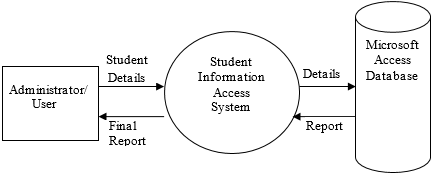 Student
Details
Administrator/
User
Final
Report
Student
Information
Access
System
Details
Report
Microsoft
Access
Database